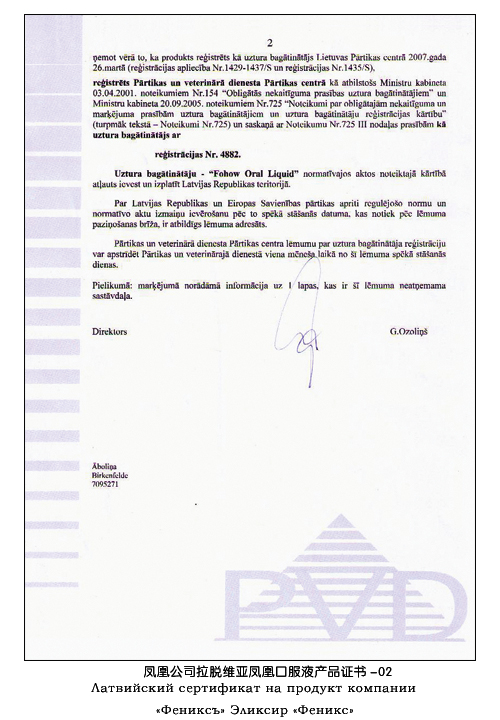 2
ņemot vērā to, ka produkts reģistrēts kā uztura bagātinātājs Lietuvas Pārtikas centrā 2007.gada
26.martā (reģistrācijas apliecība Nr.1429-1437/S un reģistrācijas Nr.1435/S),
reģistrēts Pārtikas un veterinārā dienesta Pārtikas centrā kā atbilstošs Ministru kabineta
03.04.2001. noteikumiem Nr.154 “Obligātās nekaitīguma prasības uztura bagātinātājiem” un
Ministru kabineta 20.09.2005. noteikumiem Nr.725 “Noteikumi par obligātajām nekaitīguma un
marķējuma prasībām uztura bagātinātājiem un uztura bagātinātāju reģistrācijas kārtību”
(turpmāk tekstā – Noteikumi Nr.725) un saskaņā ar Noteikumu Nr.725 III nodaļas prasībām kā
uztura bagātinātājs ar
reģistrācijas Nr. 4882.
Uztura bagātinātāju - “Fohow Oral Liquid” normatīvajos aktos noteiktajā kārtībā
atļauts ievest un izplatīt Latvijas Republikas teritorijā.
Par Latvijas Republikas un Eiropas Savienības pārtikas apriti regulējošo normu un
normatīvo aktu izmaiņu ievērošanu pēc to spēkā stāšanās datuma, kas notiek pēc lēmuma
paziņošanas brīža, ir atbildīgs lēmuma adresāts.
Pārtikas un veterinārā dienesta Pārtikas centra lēmumu par uztura bagātinātāja reģistrāciju
var apstrīdēt Pārtikas un veterinārajā dienestā viena mēneša laikā no šī lēmuma spēkā stāšanās
dienas.
Pielikumā: marķējumā norādāmā informācija uz 1 lapas, kas ir šī lēmuma neatņemama
sastāvdaļa.
Direktors G.Ozoliņš
Āboliņa
Birkenfelde
7095271
PVD
凤凰公司拉脱维亚凤凰口服液产品证书 -02
Латвийский сертификат на продукт компании
«Фениксъ» Эликсир «Феникс»